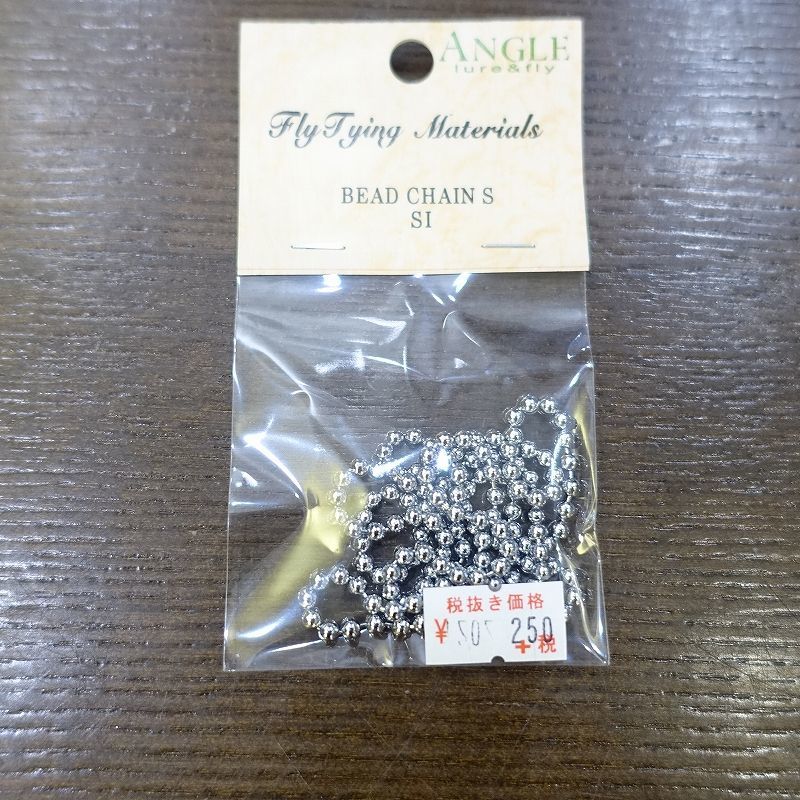 ANGLE
lure&fly
Fly Tying Materials
BEAD CHAIN S
SI
税抜き価格
¥ 250
+税